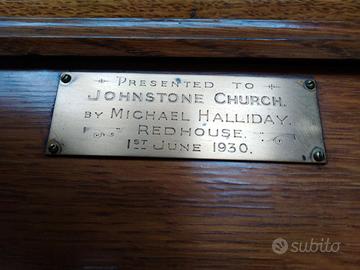 PRESENTED TO
JOHNSTONE CHURCH.
BY MICHAEL HALLIDAY.
REDHOUSE.
1ST JUNE 1930.
subito